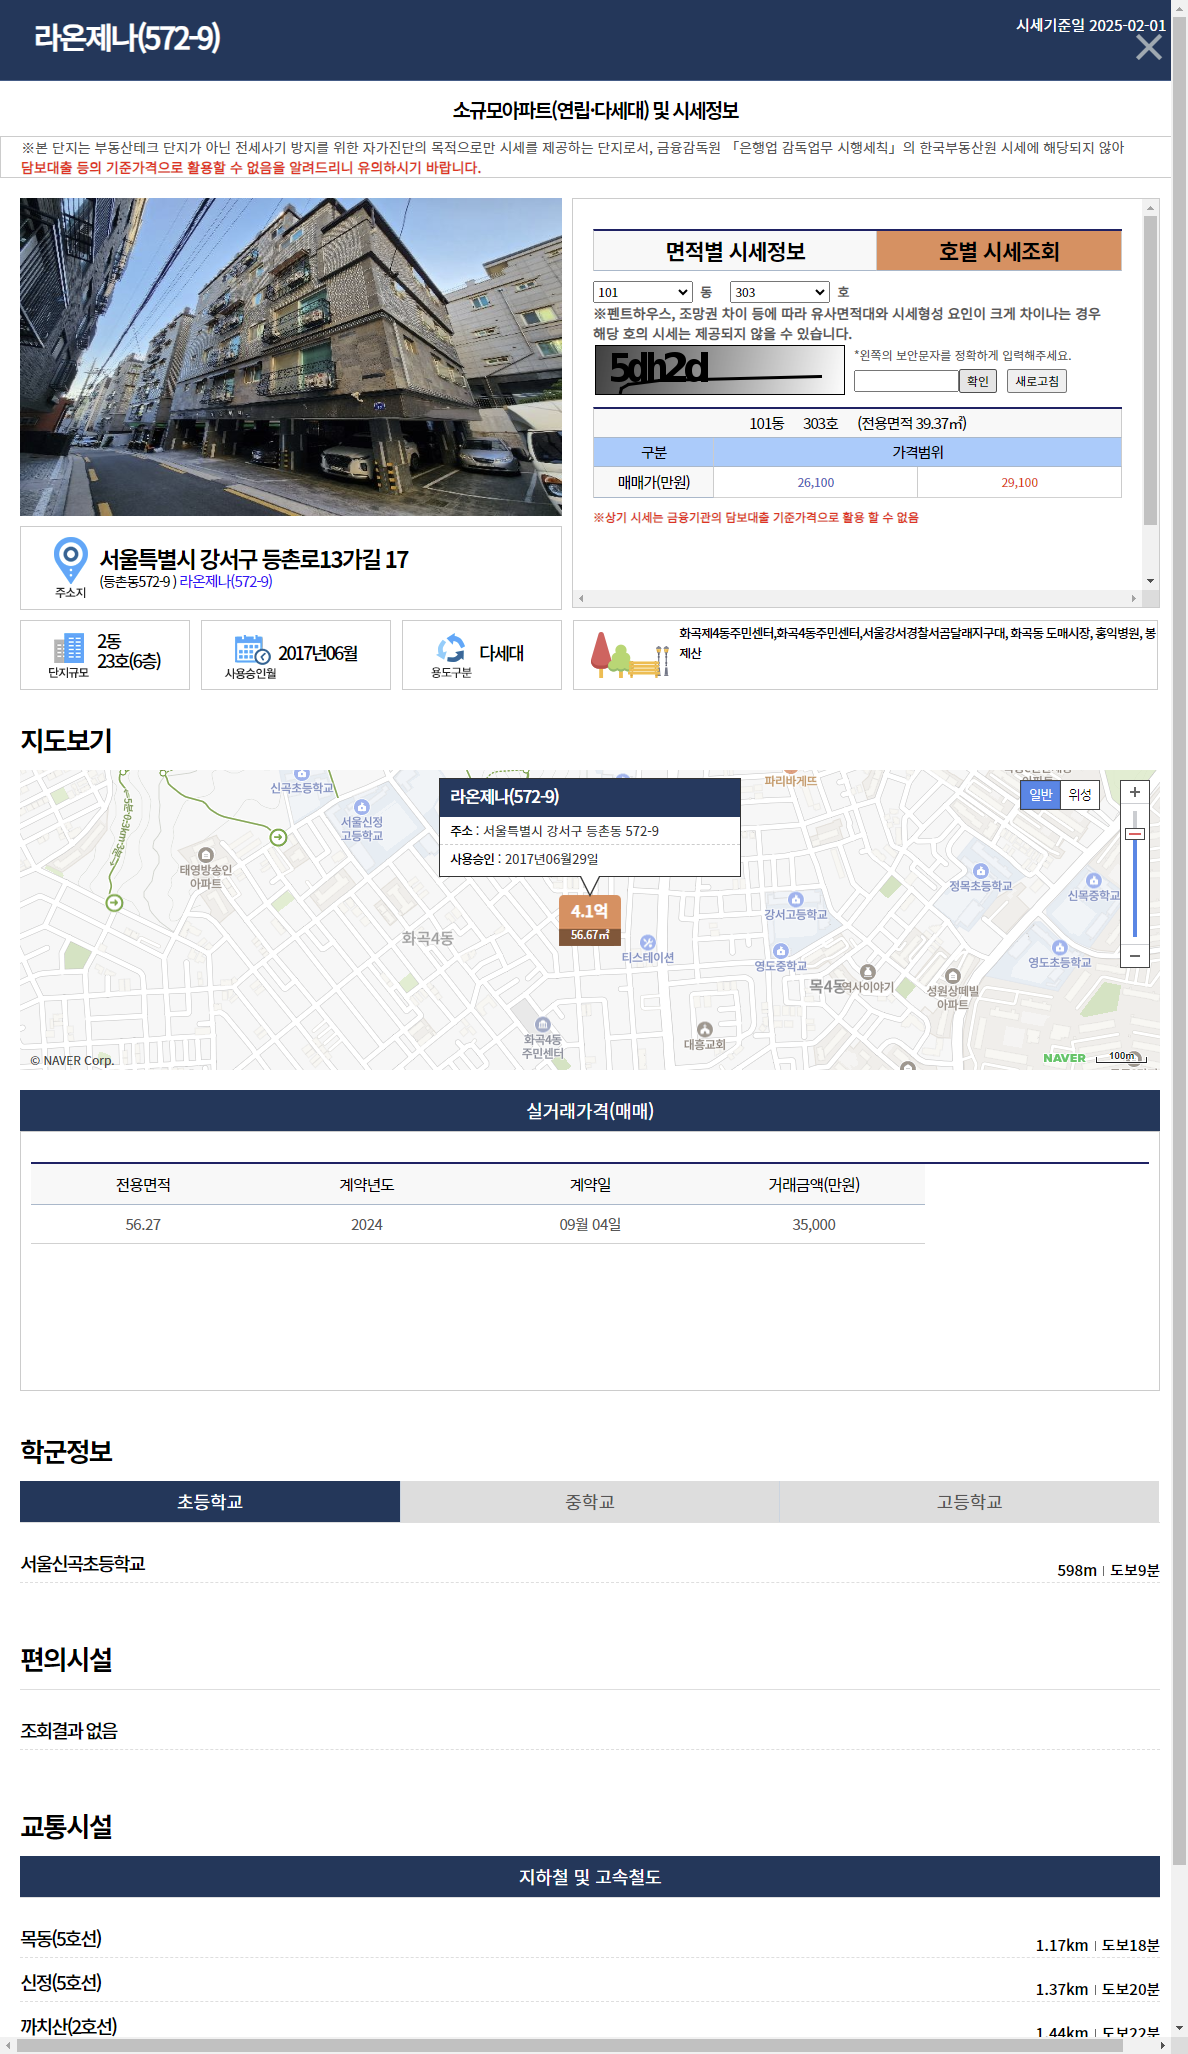 라온제나(572-9)
시세기준일 2025-02-01
소규모아파트(연립·다세대) 및 시세정보
※본 단지는 부동산테크 단지가 아닌 전세사기 방지를 위한 자가진단의 목적으로만 시세를 제공하는 단지로서, 금융감독원 「은행업 감독업무 시행세칙」의 한국부동산원 시세에 해당되지 않아
담보대출 등의 기준가격으로 활용할 수 없음을 알려드리니 유의하시기 바랍니다.
면적별 시세정보 호별 시세조회
101 동 303 호
※펜트하우스, 조망권 차이 등에 따라 유사면적대와 시세형성 요인이 크게 차이나는 경우
해당 호의 시세는 제공되지 않을 수 있습니다.
5dh2d
*왼쪽의 보안문자를 정확하게 입력해주세요.
확인 새로고침
101동 303호 (전용면적 39.37㎡)
구분 가격범위
매매가(만원) 26,100 29,100
※상기 시세는 금융기관의 담보대출 기준가격으로 활용 할 수 없음
주소지
서울특별시 강서구 등촌로13가길 17
(등촌동572-9 ) 라온제나(572-9)
단지규모
2동
23호(6층)
사용승인월
2017년06월
용도구분
다세대
화곡제4동주민센터,화곡4동주민센터,서울강서경찰서곰달래지구대, 화곡동 도매시장, 홍익병원, 봉
제산
지도보기
신곡초등학교
서울신정
고등학교
태영방송인
아파트
화곡4동
라온제나(572-9)
주소 : 서울특별시 강서구 등촌동 572-9
사용승인 : 2017년06월29일
4.1억
56.67㎡
티스테이션
파리바게뜨
아파트
일반 위성
정목초등학교
신목중학교
강서고등학교
영도중학교
영도초등학교
목4동
역사이야기
성원상떼빌
아파트
화곡4동
주민센터
대흥교회
© NAVER Corp.
NAVER
100m
실거래가격(매매)
전용면적 계약년도 계약일 거래금액(만원)
56.27 2024 09월 04일 35,000
학군정보
초등학교 중학교 고등학교
서울신곡초등학교
598m 도보9분
편의시설
조회결과 없음
교통시설
지하철 및 고속철도
목동(5호선)
1.17km 도보18분
신정(5호선)
1.37km 도보20분
까치산(2호선)
1.44km 도보22분